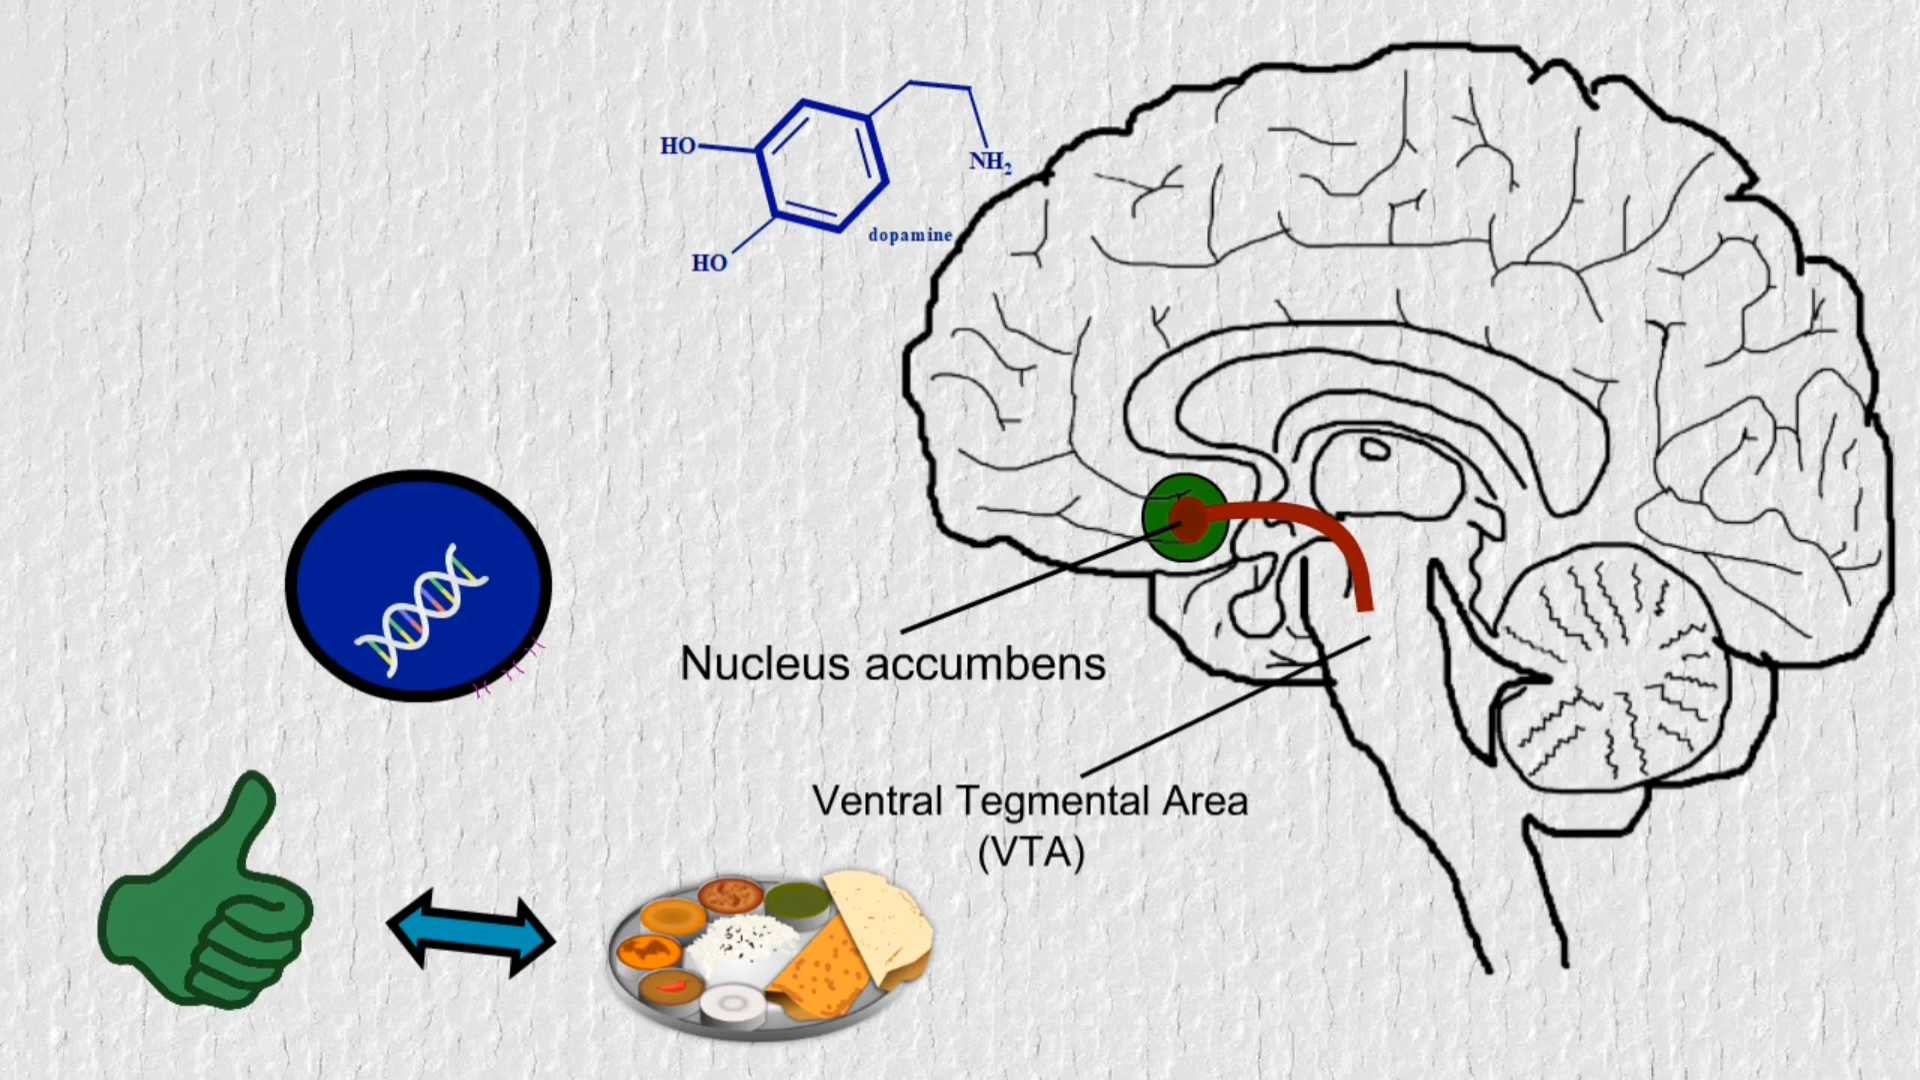 HO
NH₂
dopamine
HO
Nucleus accumbens
Ventral Tegmental Area
(VTA)